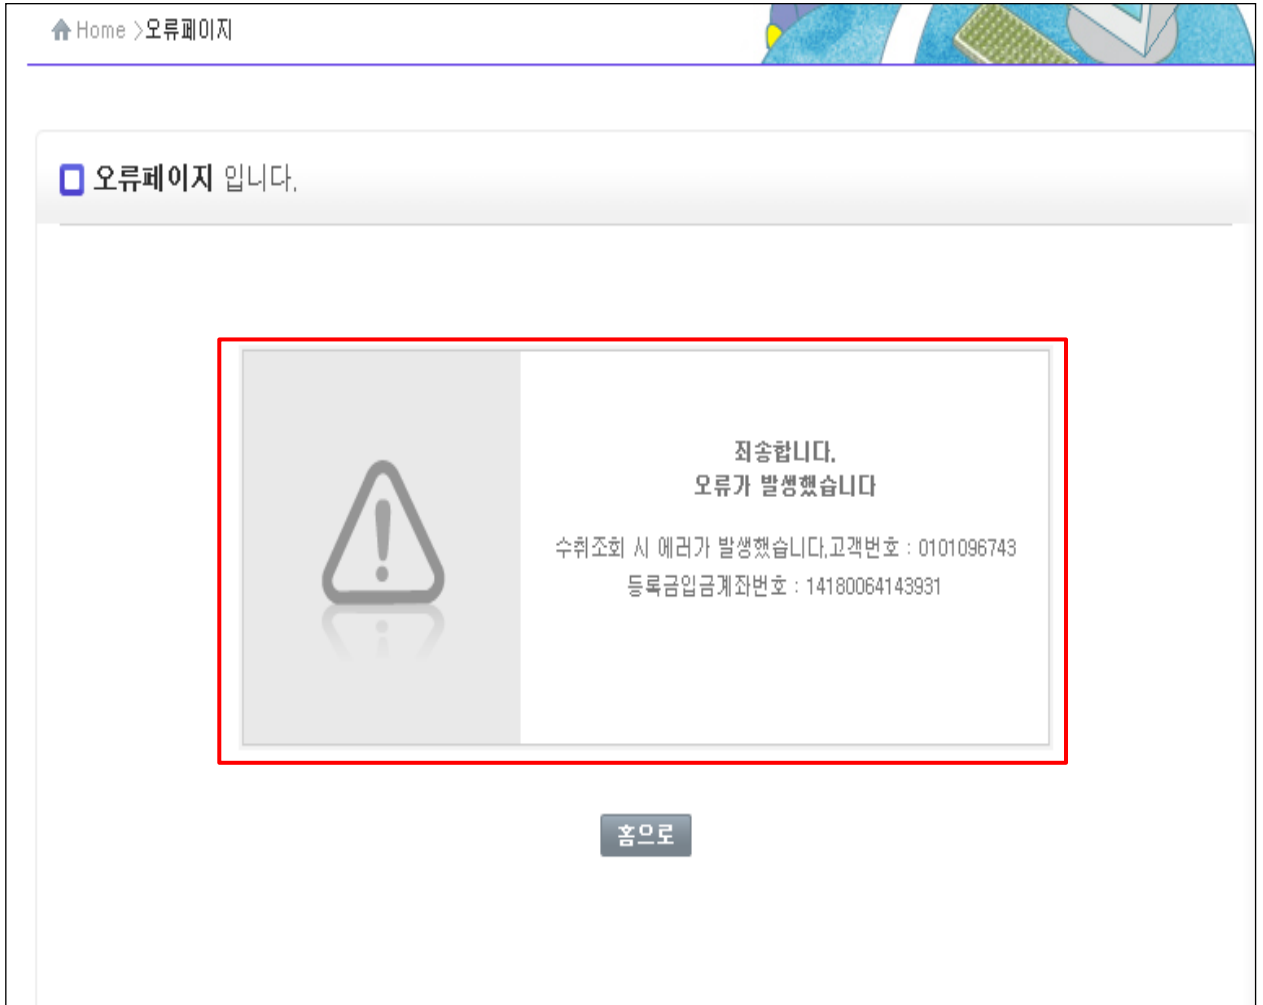 Home >오류페이지
오류페이지 입니다.
죄송합니다.
오류가 발생했습니다
수취조회 시 에러가 발생했습니다.고객번호 : 0101096743
등록금입금계좌번호 : 14180064143931
홈으로